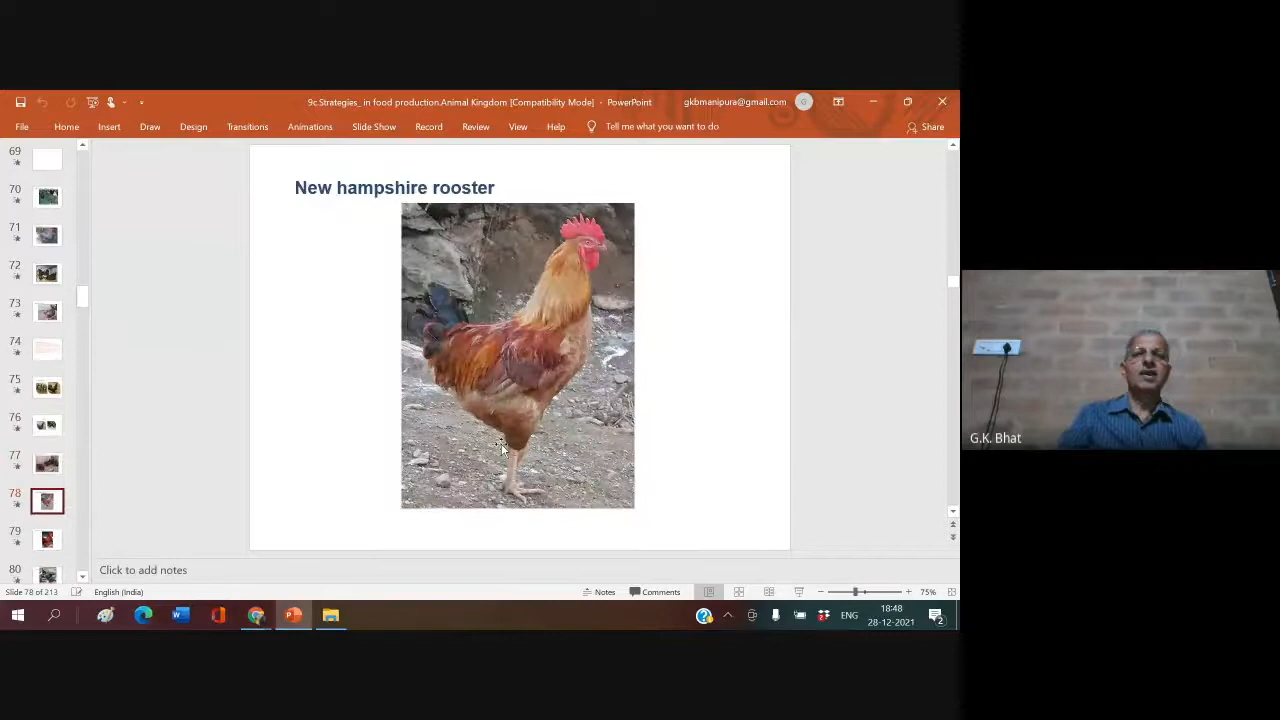 9c.Strategies_ in food production.Animal Kingdom [Compatibility Mode] - PowerPoint
gkbmanipura@gmail.com
G
File Home Insert Draw Design Transitions Animations Slide Show Record Review View Help Tell me what you want to do Share
69
70
71
72
73
74
75
76
77
78
79
80
New hampshire rooster
G.K. Bhat
Click to add notes
Slide 78 of 213 English (India) Notes Comments 75%
ENG
18:48
28-12-2021
2